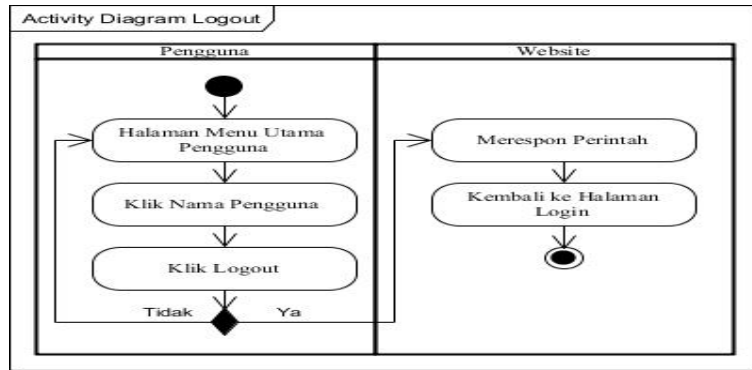 Activity Diagram Logout
Pengguna
Website
Halaman Menu Utama
Pengguna
Klik Nama Pengguna
Klik Logout
Tidak
Ya
Merespon Perintah
Kembali ke Halaman
Login